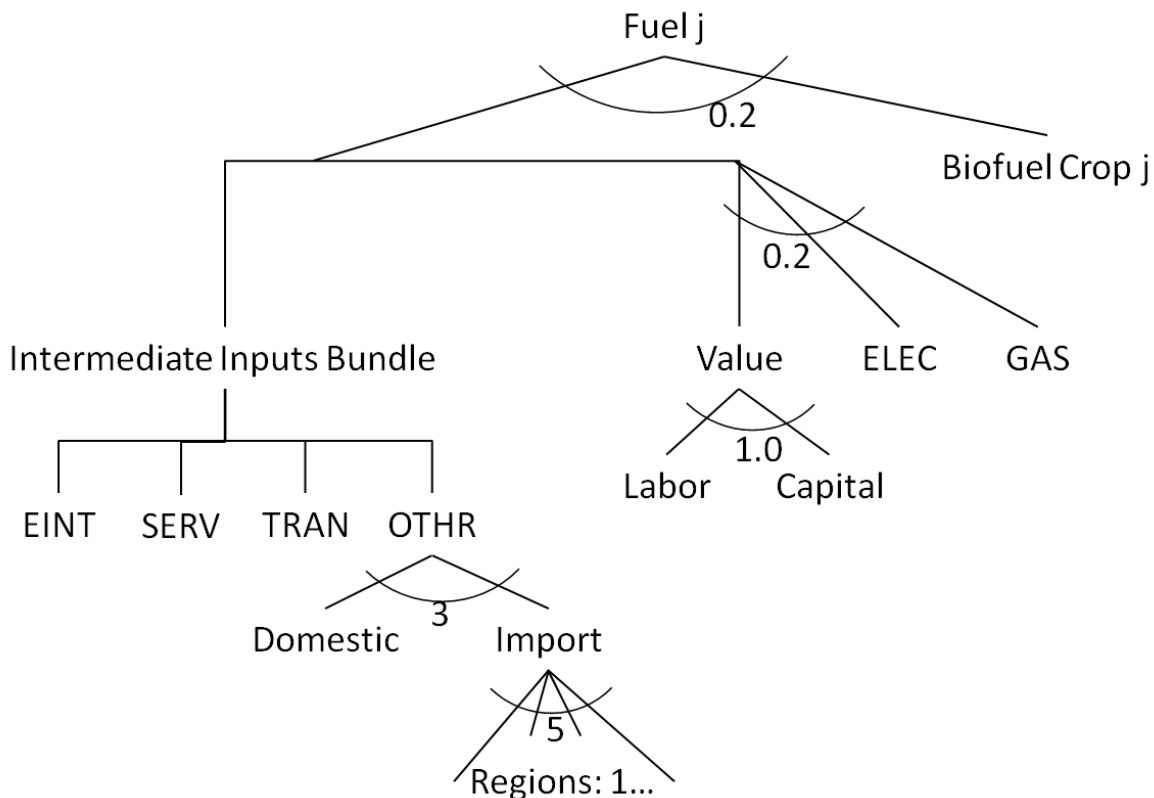 Fuel j
0.2
Biofuel Crop j
0.2
Intermediate Inputs Bundle
Value
ELEC
GAS
1.0
Labor
Capital
EINT
SERV
TRAN
OTHR
3
Domestic
Import
5
Regions: 1...